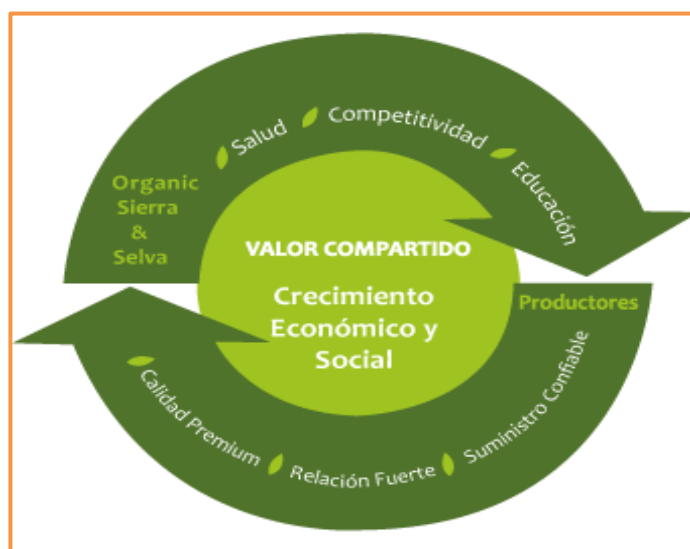 Organic
Sierra
&
Selva
Salud
Competitividad
Educación
VALOR COMPARTIDO
Crecimiento
Económico y
Social
Productores
Suministro Confiable
Relación Fuerte
Calidad Premium